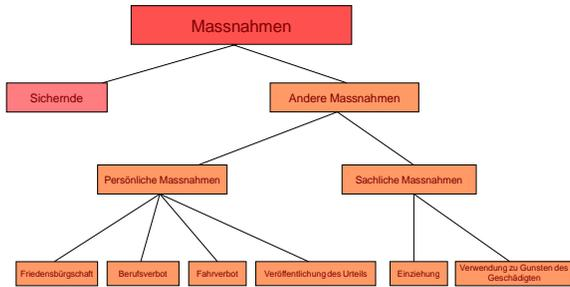 Massnahmen
Sichernde
Andere Massnahmen
Persönliche Massnahmen
Sachliche Massnahmen
Friedensbürgschaft
Berufsverbot
Fahrverbot
Veröffentlichung des Urteils
Einziehung
Verwendung zu Gunsten des
Geschädigten